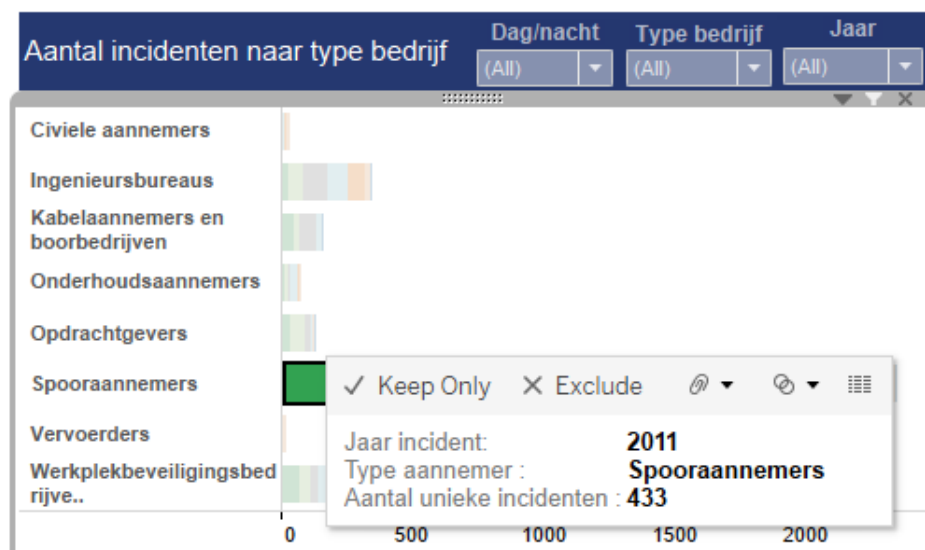 Aantal incidenten naar type bedrijf
Dag/nacht
Type bedrijf
Jaar
(All)
(All)
(All)
Civiele aannemers
Ingenieursbureaus
Kabelaannemers en
boorbedrijven
Onderhoudsaannemers
Opdrachtgevers
Spooraannemers
Keep Only
Exclude
Jaar incident: 2011
Type aannemer : Spooraannemers
Aantal unieke incidenten : 433
Vervoerders
Werkplekbeveiligingsbed
rijve..
0 500 1000 1500 2000